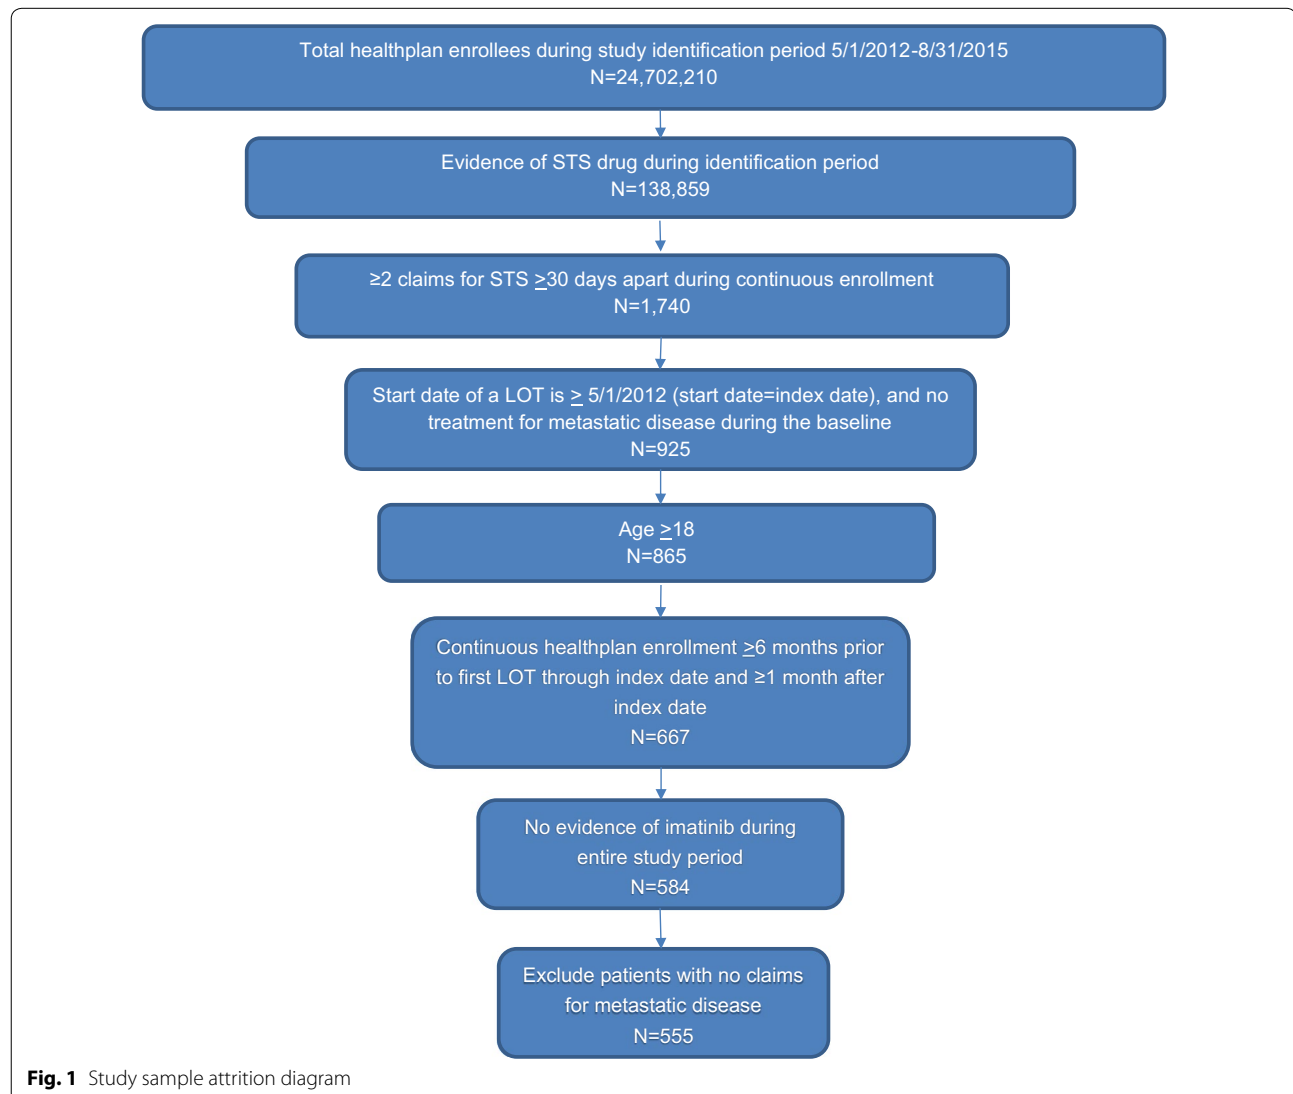 Total healthplan enrollees during study identification period 5/1/2012-8/31/2015
N=24,702,210
Evidence of STS drug during identification period
N=138,859
≥2 claims for STS ≥30 days apart during continuous enrollment
N=1,740
Start date of a LOT is ≥ 5/1/2012 (start date=index date), and no
treatment for metastatic disease during the baseline
N=925
Age ≥18
N=865
Continuous healthplan enrollment ≥6 months prior
to first LOT through index date and ≥1 month after
index date
N=667
No evidence of imatinib during
entire study period
N=584
Exclude patients with no claims
for metastatic disease
N=555
Fig. 1 Study sample attrition diagram